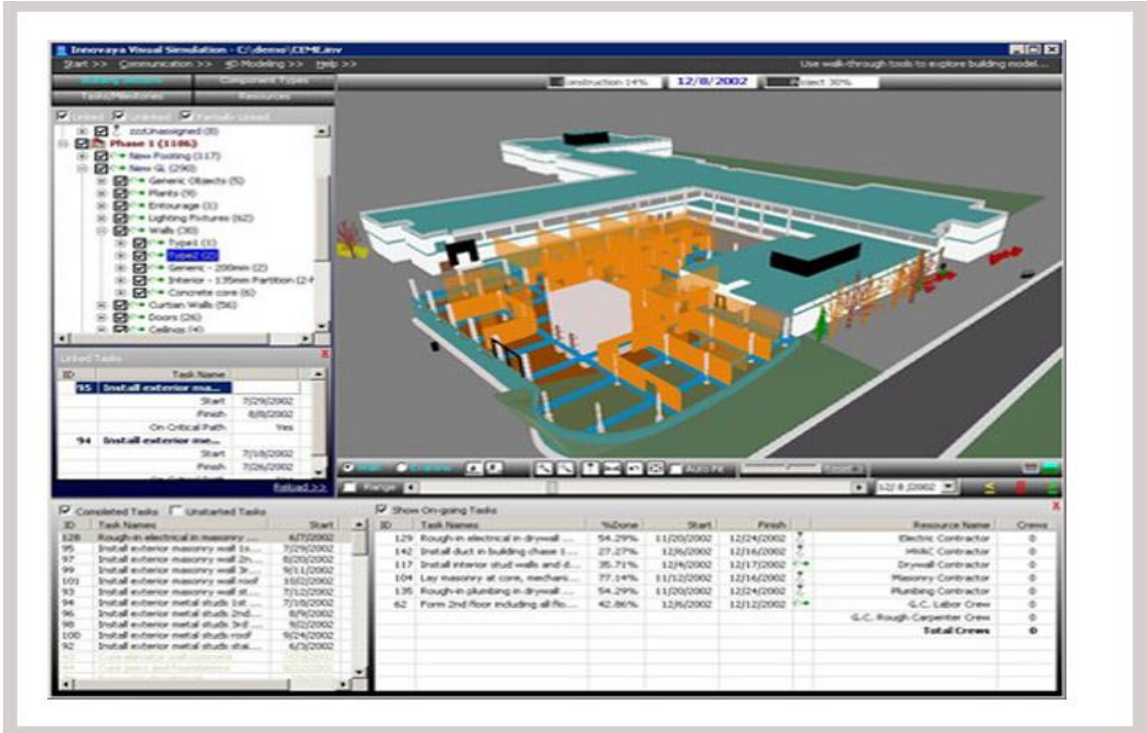 Innovaya Visual Simulation - C:\demo\CEME.inv
Start >> Communication >> 4D Modeling >> Help >>
Use walk-through tools to explore building model...
Component Types
Tasks/Milestones
Resources
Construction 14%
12/8/2002
Project 30%
Linked
Unlinked
Partially Linked
zzzUnassigned (8)
Phase 1 (1186)
New Footing (117)
New GL (290)
Generic Objects (5)
Plants (9)
Entourage (1)
Lighting Fixtures (62)
Walls (30)
Type1 (1)
Type2 (2)
Generic - 200mm (2)
Interior - 135mm Partition (2-
Concrete core (6)
Curtain Walls (56)
Doors (26)
Ceilings (4)
Linked Tasks
ID Task Name
95 Install exterior ma...
Start 7/29/2002
Finish 8/8/2002
On Critical Path Yes
94 Install exterior me...
Start 7/18/2002
Finish 7/26/2002
Reload >>
Main
Auto Fit
Reset >
Range
12/ 8 /2002
Completed Tasks
Unstarted Tasks
ID Task Names Start
128 Rough-in electrical in masonry ... 6/7/2002
95 Install exterior masonry wall 1s... 7/29/2002
97 Install exterior masonry wall 2n... 8/20/2002
99 Install exterior masonry wall 3r... 9/11/2002
101 Install exterior masonry wall roof 10/2/2002
93 Install exterior masonry wall st... 7/12/2002
94 Install exterior metal studs 1st ... 7/18/2002
96 Install exterior metal studs 2nd... 8/9/2002
98 Install exterior metal studs 3rd ... 9/2/2002
100 Install exterior metal studs roof 9/24/2002
92 Install exterior metal studs stai... 6/3/2002
Show On-going Tasks
ID Task Names %Done Start Finish Resource Name Crews
129 Rough-in electrical in drywall ... 54.29% 11/20/2002 12/24/2002 Electric Contractor 0
142 Install duct in building chase 1... 27.27% 12/6/2002 12/16/2002 HVAC Contractor 0
117 Install interior stud walls and d... 35.71% 12/4/2002 12/17/2002 Drywall Contractor 0
104 Lay masonry at core, mechani... 77.14% 11/12/2002 12/16/2002 Masonry Contractor 0
135 Rough-in plumbing in drywall ... 54.29% 11/20/2002 12/24/2002 Plumbing Contractor 0
62 Form 2nd floor including all flo... 42.86% 12/6/2002 12/12/2002 G.C. Labor Crew 0
G.C. Rough Carpenter Crew 0
Total Crews 0